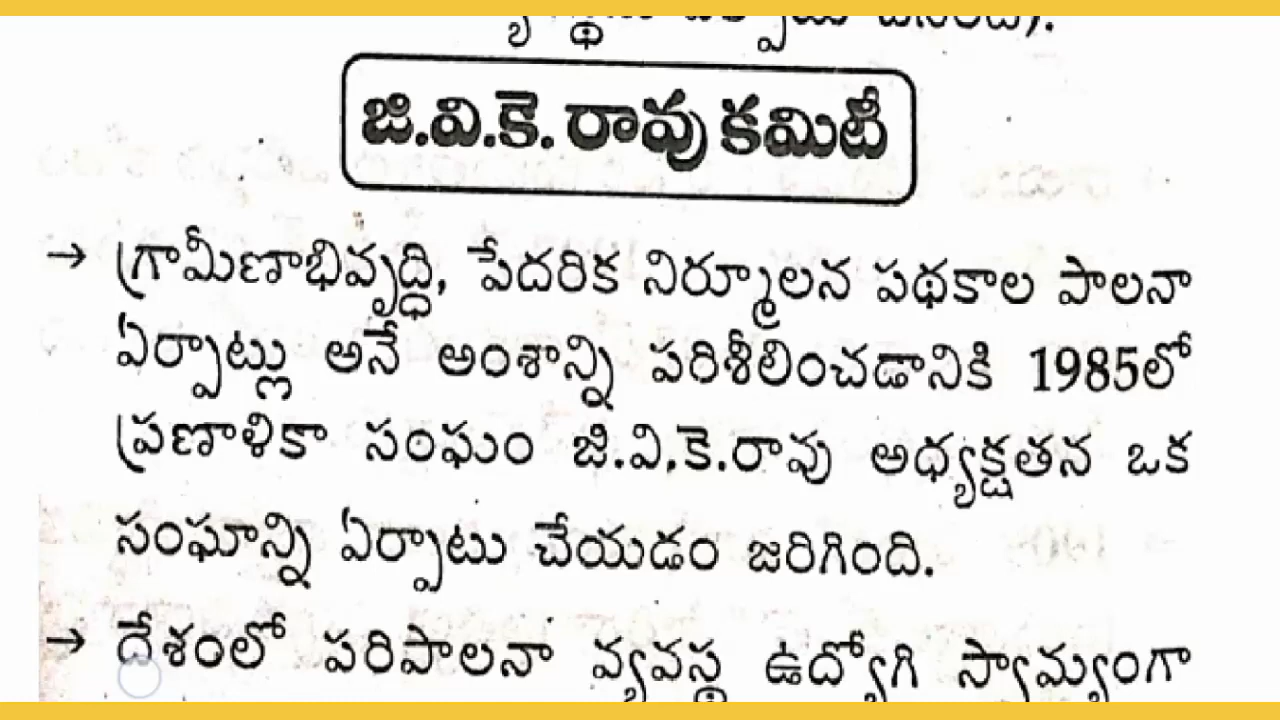 జి.వి.కె. రావు కమిటీ
→ గ్రామీణాభివృద్ధి, పేదరిక నిర్మూలన పథకాల పాలనా
ఏర్పాట్లు అనే అంశాన్ని పరిశీలించడానికి 1985లో
ప్రణాళికా సంఘం జి.వి.కె.రావు అధ్యక్షతన ఒక
సంఘాన్ని ఏర్పాటు చేయడం జరిగింది.
→ దేశంలో పరిపాలనా వ్యవస్థ ఉద్యోగి స్వామ్యంగా